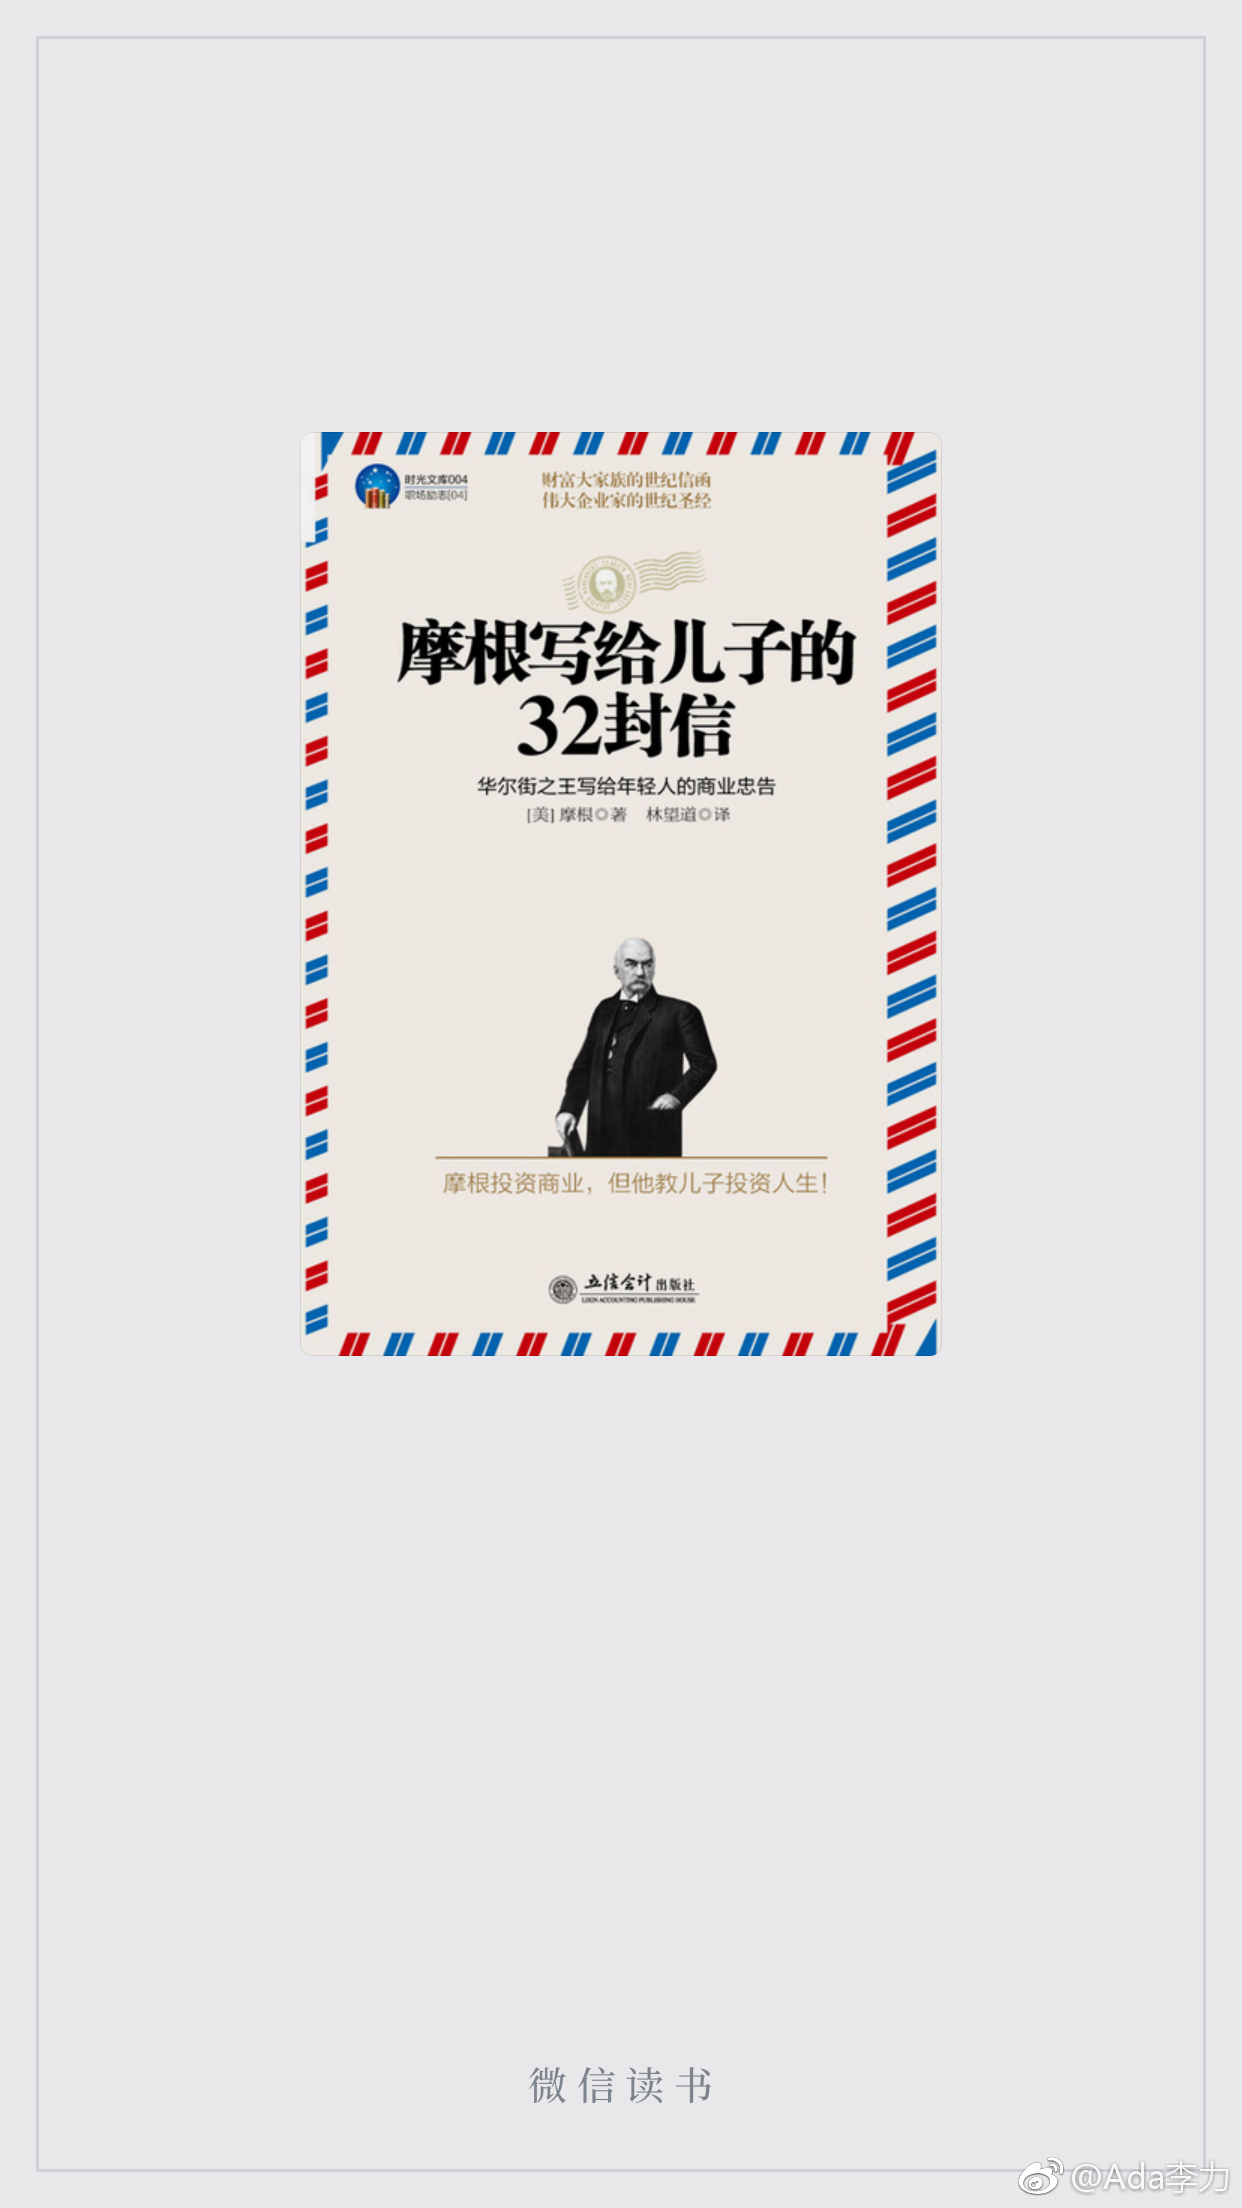 时光文库004
职场励志[04]
财富大家族的世纪信函
伟大企业家的世纪圣经
摩根写给儿子的
32封信
华尔街之王写给年轻人的商业忠告
[美]摩根◎著 林望道◎译
摩根投资商业，但他教儿子投资人生！
立信会计出版社
LIXIN ACCOUNTING PUBLISHING HOUSE
微信读书
@Ada李力